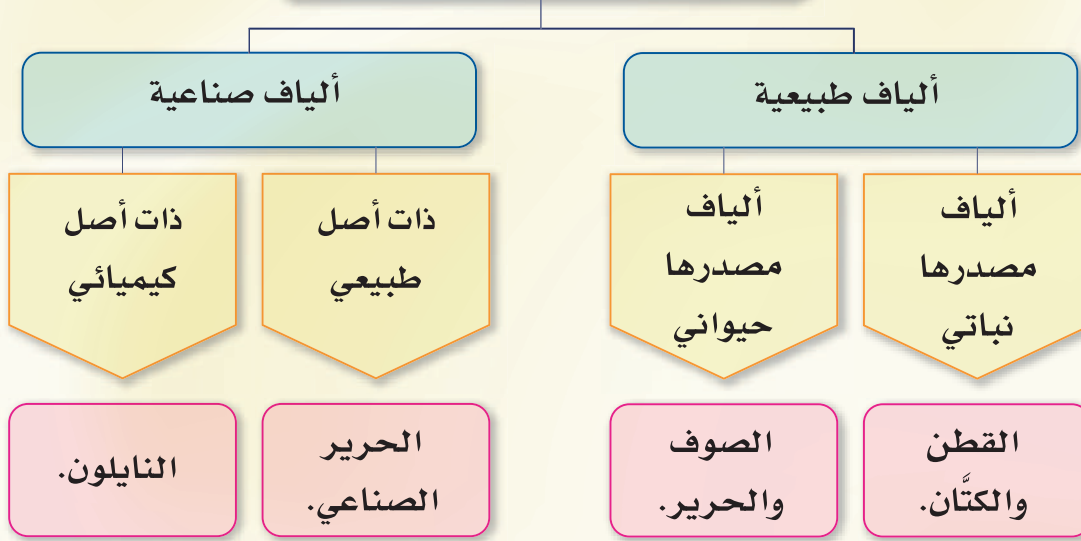 ألياف طبيعية
ألياف صناعية
ألياف
مصدرها
نباتي
ألياف
مصدرها
حيواني
ذات أصل
طبيعي
ذات أصل
كيميائي
القطن
والكتَّان.
الصوف
والحرير.
الحرير
الصناعي.
النايلون.